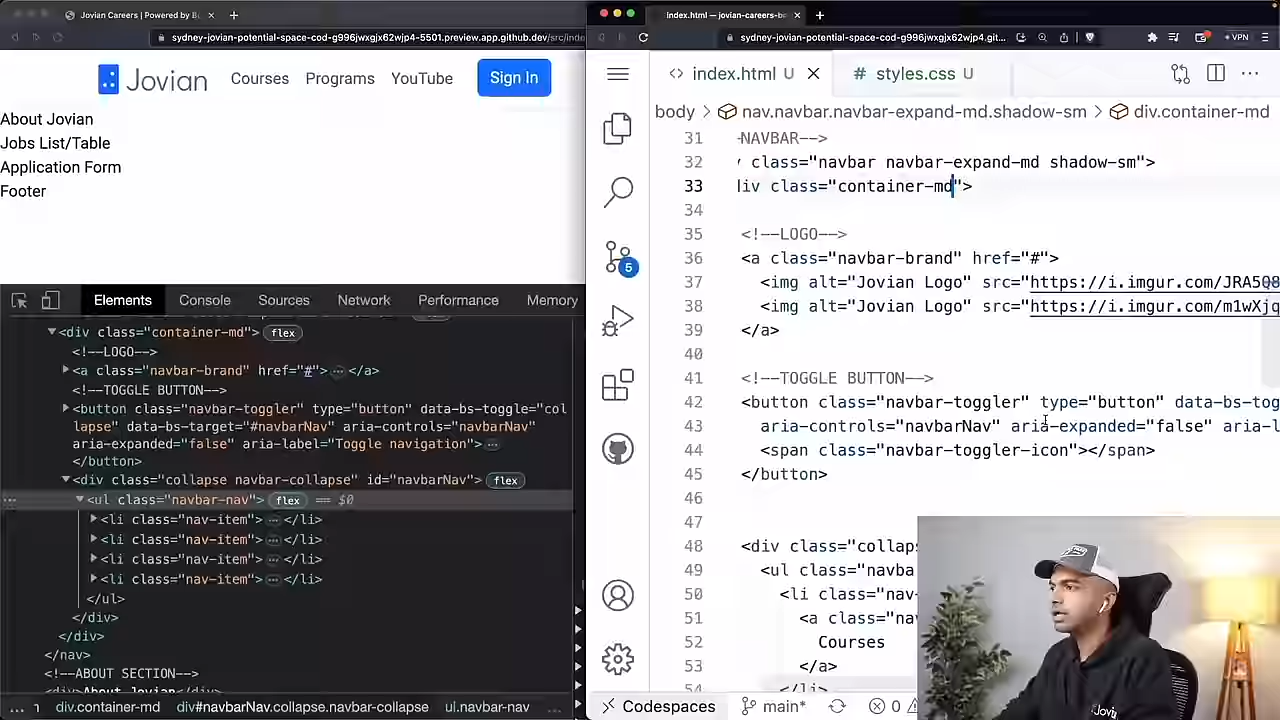 Jovian Careers | Powered by B
sydney-jovian-potential-space-cod-g996jwxgjx62wjp4-5501.preview.app.github.dev/src/inde
Jovian
Courses
Programs
YouTube
Sign In
About Jovian
Jobs List/Table
Application Form
Footer
Elements
Console
Sources
Network
Performance
Memory
<div class="container-md"> flex
<!--LOGO-->
<a class="navbar-brand" href="#"> … </a>
<!--TOGGLE BUTTON-->
<button class="navbar-toggler" type="button" data-bs-toggle="col
lapse" data-bs-target="#navbarNav" aria-controls="navbarNav"
aria-expanded="false" aria-label="Toggle navigation"> …
</button>
<div class="collapse navbar-collapse" id="navbarNav"> flex
… <ul class="navbar-nav"> flex == $0
<li class="nav-item"> … </li>
<li class="nav-item"> … </li>
<li class="nav-item"> … </li>
<li class="nav-item"> … </li>
</ul>
</div>
</div>
</nav>
<!--ABOUT SECTION-->
<div>About Jovian</div>
… div.container-md div#navbarNav.collapse.navbar-collapse ul.navbar-nav
index.html — jovian-careers-b
sydney-jovian-potential-space-cod-g996jwxgjx62wjp4.git…
VPN
index.html U
# styles.css U
body > nav.navbar.navbar-expand-md.shadow-sm > div.container-md
31 -NAVBAR-->
32 class="navbar navbar-expand-md shadow-sm">
33 div class="container-md">
34
35 <!--LOGO-->
36 <a class="navbar-brand" href="#">
37 <img alt="Jovian Logo" src="https://i.imgur.com/JRA5Q8
38 <img alt="Jovian Logo" src="https://i.imgur.com/m1wXjq
39 </a>
40
41 <!--TOGGLE BUTTON-->
42 <button class="navbar-toggler" type="button" data-bs-tog
43 aria-controls="navbarNav" aria-expanded="false" aria-l
44 <span class="navbar-toggler-icon"></span>
45 </button>
46
47
48 <div class="collaps
49 <ul class="navba
50 <li class="nav-
51 <a class="nav
52 Courses
53 </a>
54 </li>
5
Codespaces
main*
0
Jovi